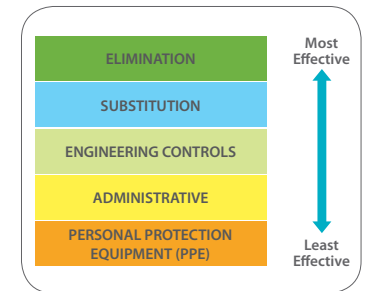 ELIMINATION
Most
Effective
SUBSTITUTION
ENGINEERING CONTROLS
ADMINISTRATIVE
PERSONAL PROTECTION
EQUIPMENT (PPE)
Least
Effective